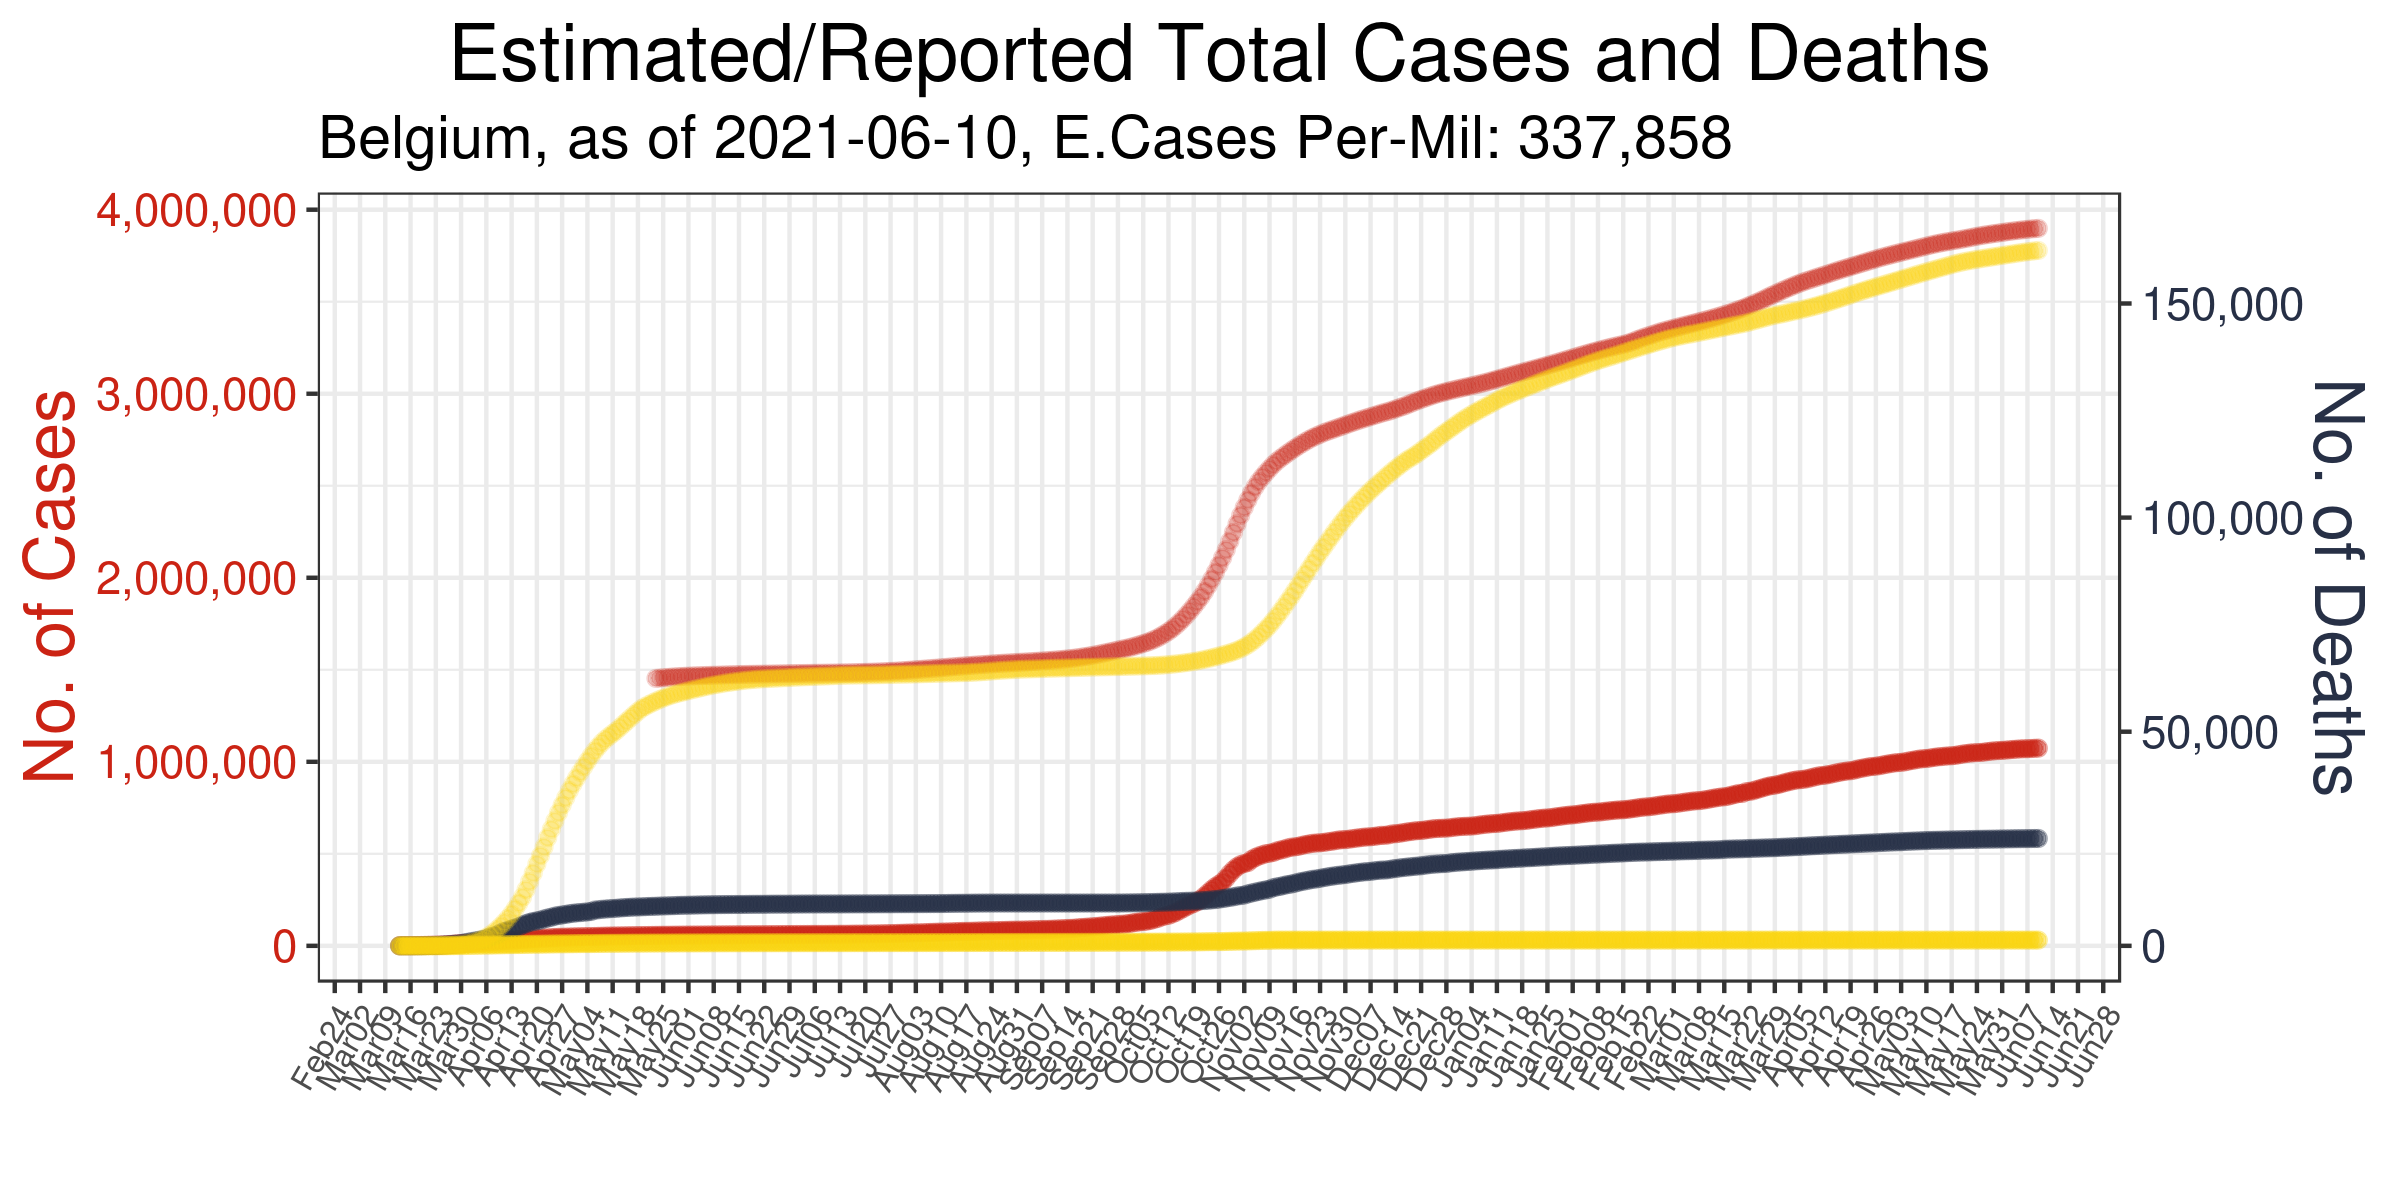 Estimated/Reported Total Cases and Deaths
Belgium, as of 2021-06-10, E.Cases Per-Mil: 337,858
No. of Cases
4,000,000
3,000,000
2,000,000
1,000,000
0
150,000
100,000
50,000
0
No. of Deaths
Feb24
Mar02
Mar09
Mar16
Mar23
Mar30
Apr06
Apr13
Apr20
Apr27
May04
May11
May18
May25
Jun01
Jun08
Jun15
Jun22
Jun29
Jul06
Jul13
Jul20
Jul27
Aug03
Aug10
Aug17
Aug24
Aug31
Sep07
Sep14
Sep21
Sep28
Oct05
Oct12
Oct19
Oct26
Nov02
Nov09
Nov16
Nov23
Nov30
Dec07
Dec14
Dec21
Dec28
Jan04
Jan11
Jan18
Jan25
Feb01
Feb08
Feb15
Feb22
Mar01
Mar08
Mar15
Mar22
Mar29
Apr05
Apr12
Apr19
Apr26
May03
May10
May17
May24
May31
Jun07
Jun14
Jun21
Jun28